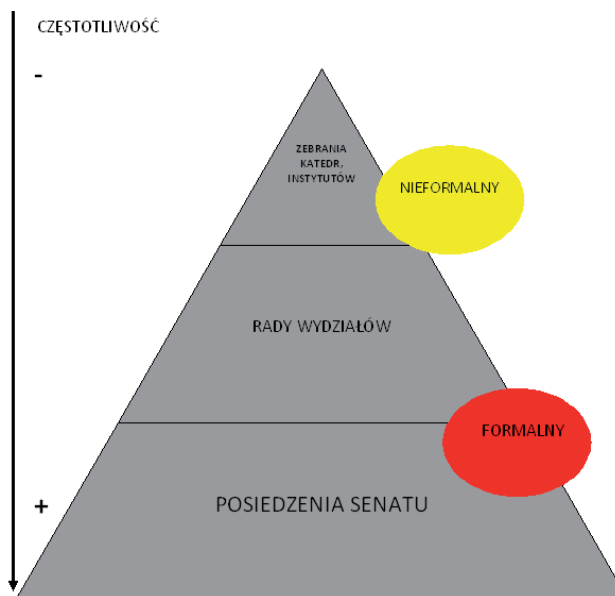 CZĘSTOTLIWOŚĆ
-
ZEBRANIA
KATEDR,
INSTYTUTÓW
NIEFORMALNY
RADY WYDZIAŁÓW
FORMALNY
+
POSIEDZENIA SENATU